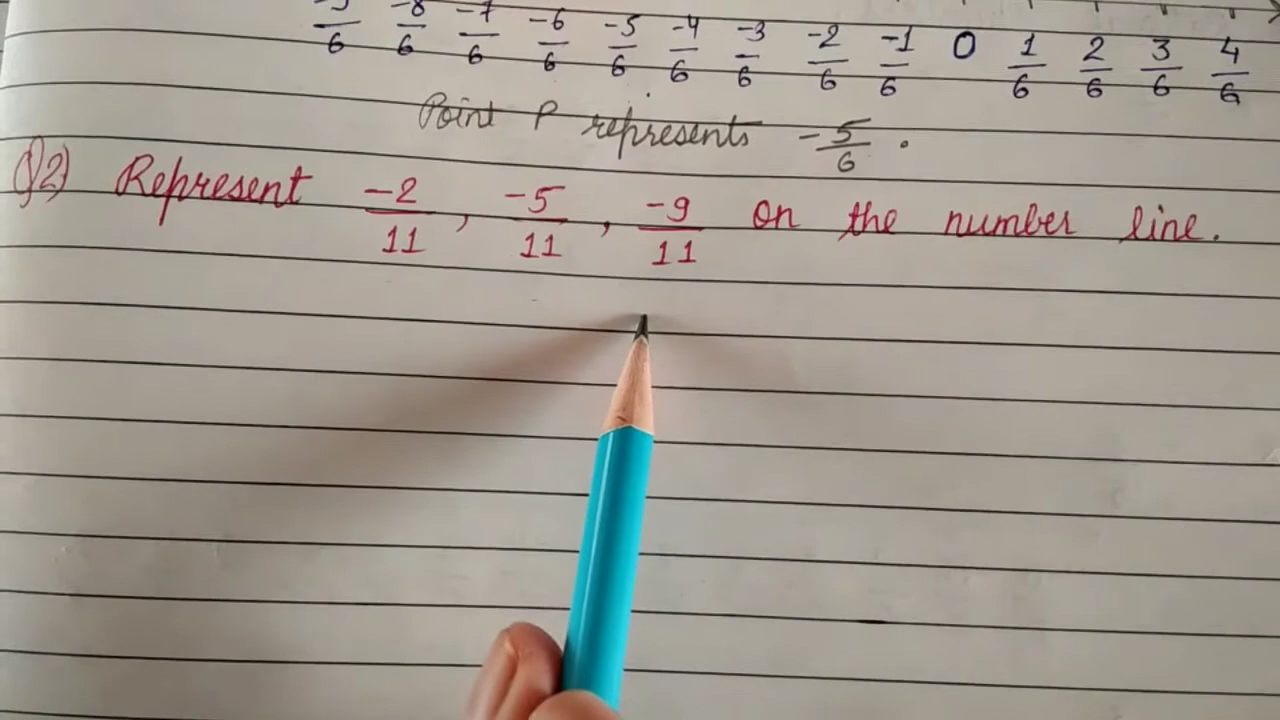 -9/6 -8/6 -7/6 -6/6 -5/6 -4/6 -3/6 -2/6 -1/6 0 1/6 2/6 3/6 4/6
Point P represents -5/6 .
Q2) Represent -2/11 , -5/11 , -9/11 on the number line.